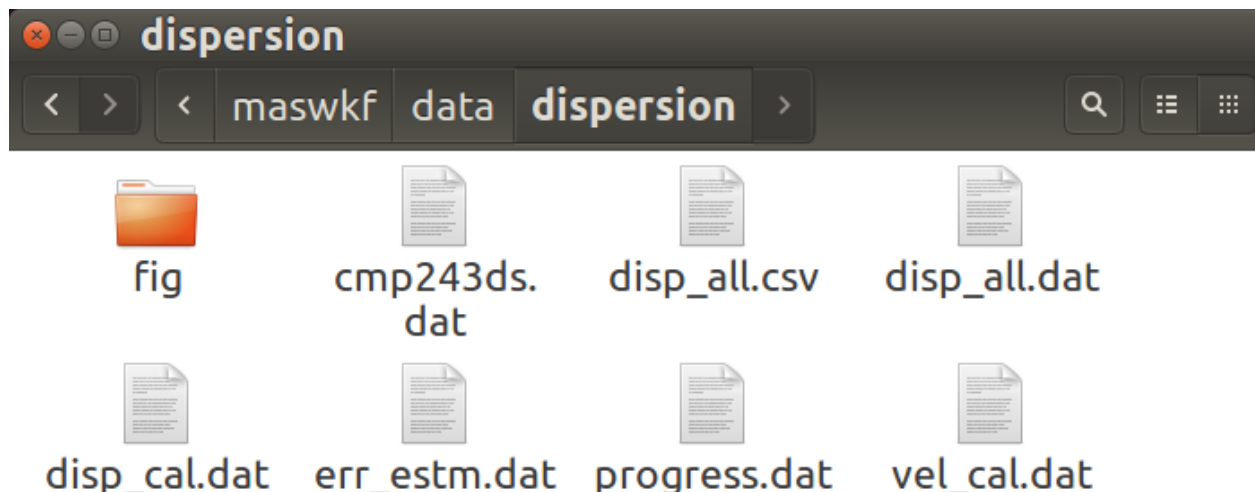 dispersion
maswkf data dispersion
fig cmp243ds. disp_all.csv disp_all.dat
dat
disp_cal.dat err_estm.dat progress.dat vel_cal.dat